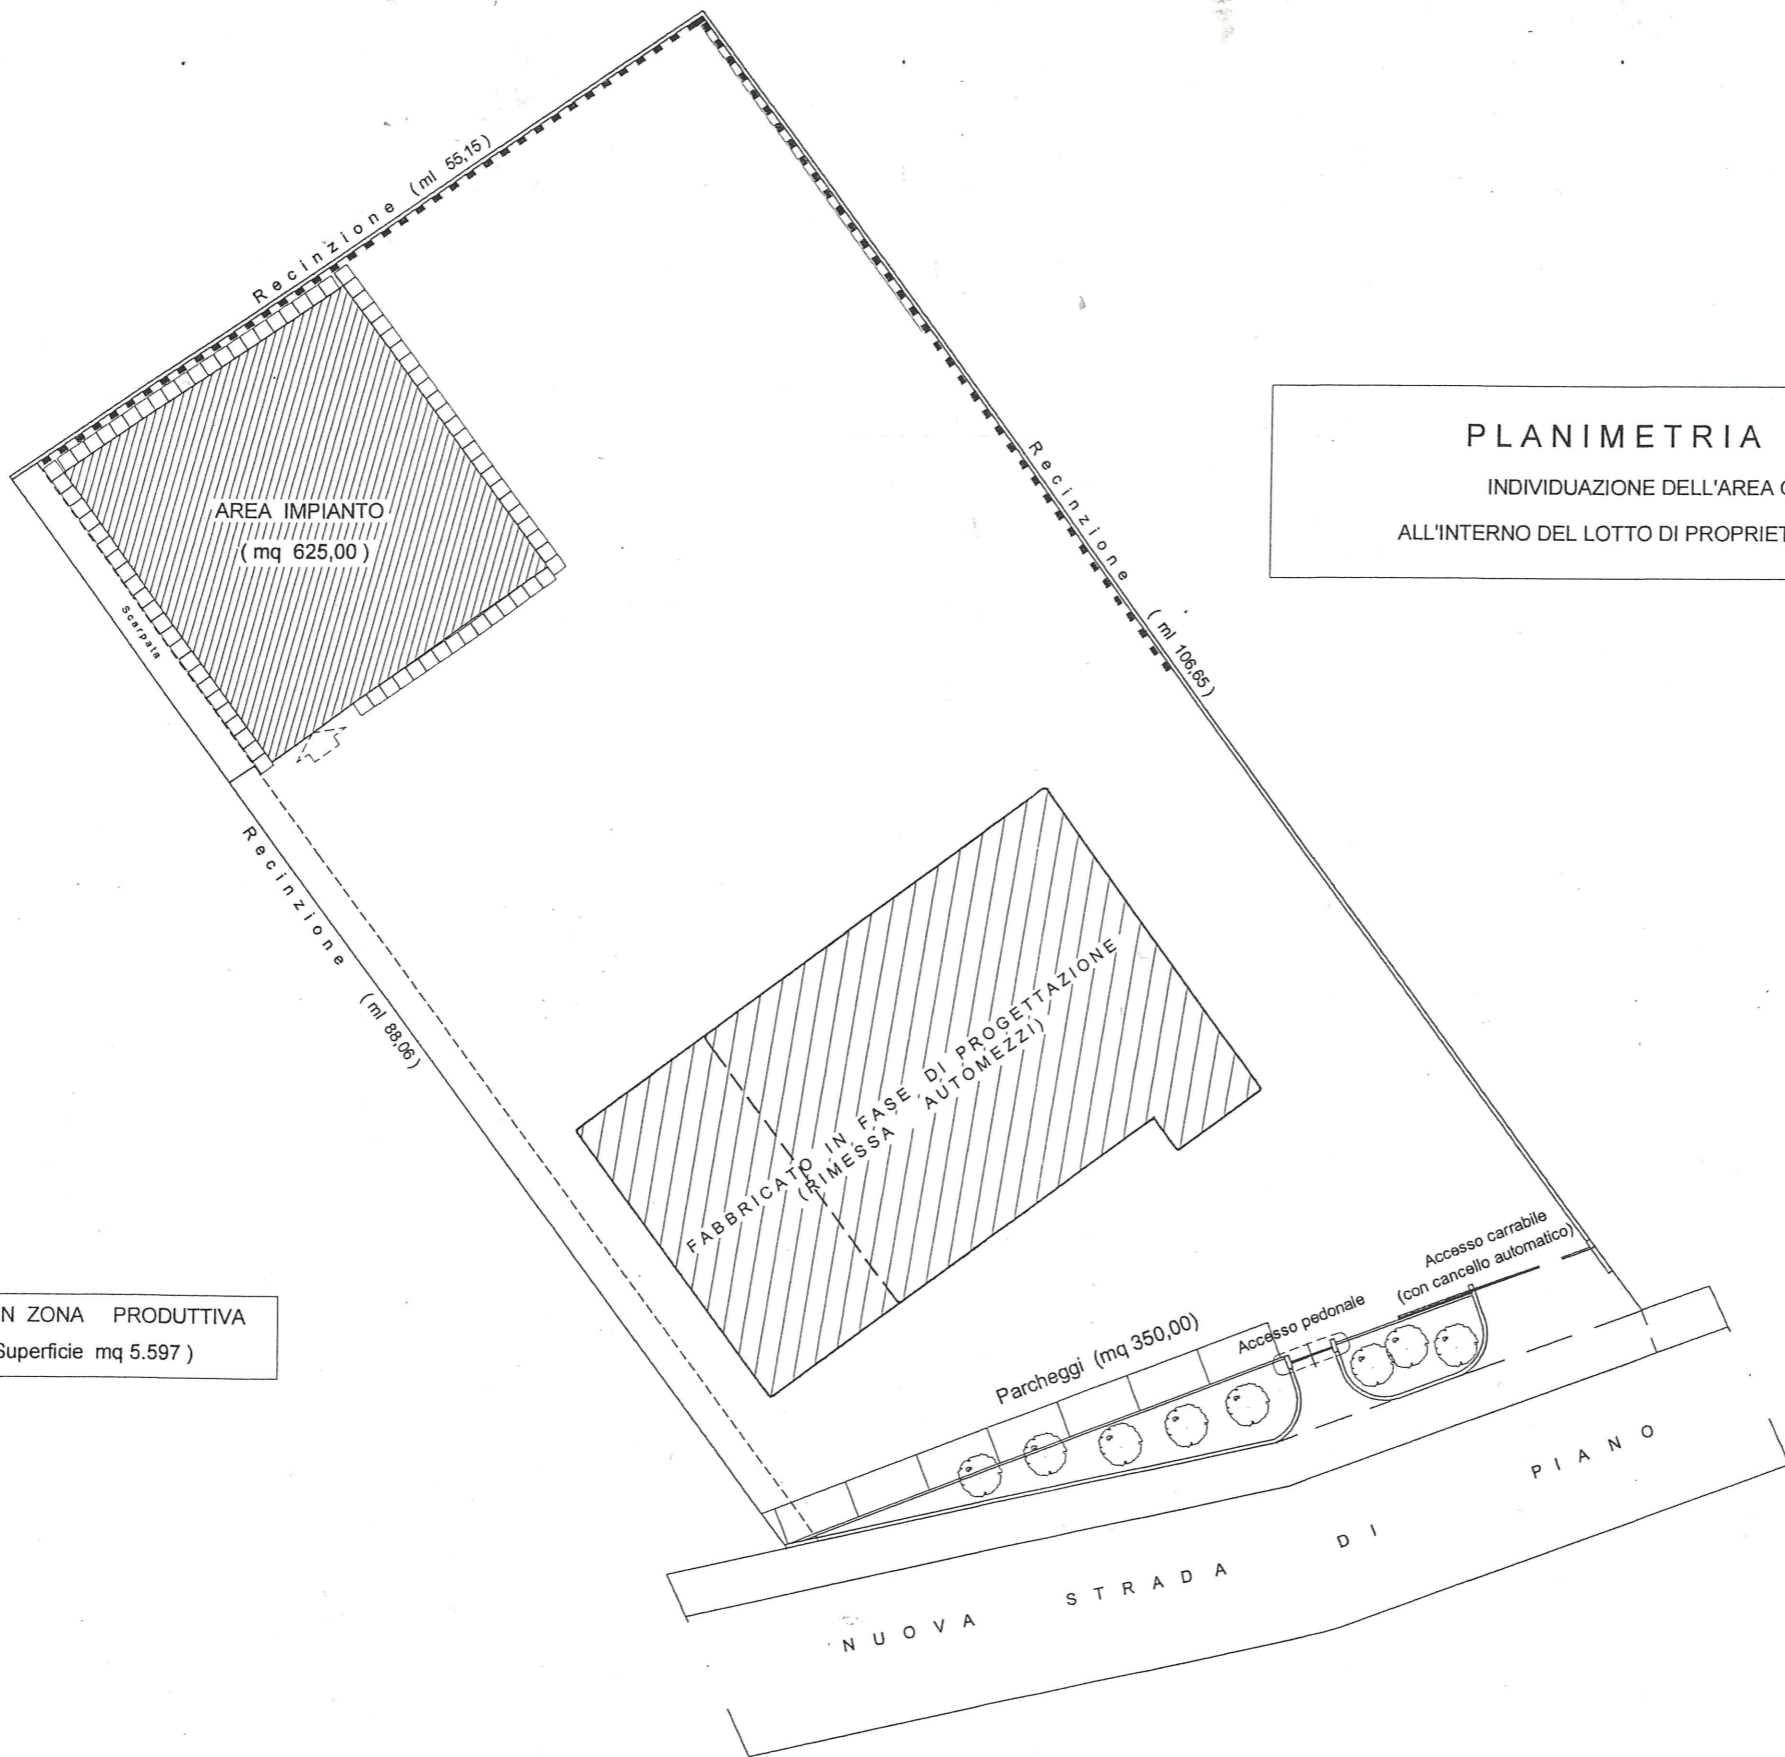 Recinzione (ml 55,15)
AREA IMPIANTO
( mq 625,00 )
Scarpata
Recinzione ( ml 106,65 )
PLANIMETRIA
INDIVIDUAZIONE DELL'AREA
ALL'INTERNO DEL LOTTO DI
Recinzione (ml 88,06)
FABBRICATO IN FASE DI PROGETTAZIONE
(RIMESSA AUTOMEZZI)
ZONA PRODUTTIVA
Superficie mq 5.597 )
Parcheggi (mq 350,00)
Accesso pedonale
Accesso carrabile
(con cancello automatico)
NUOVA STRADA DI PIANO